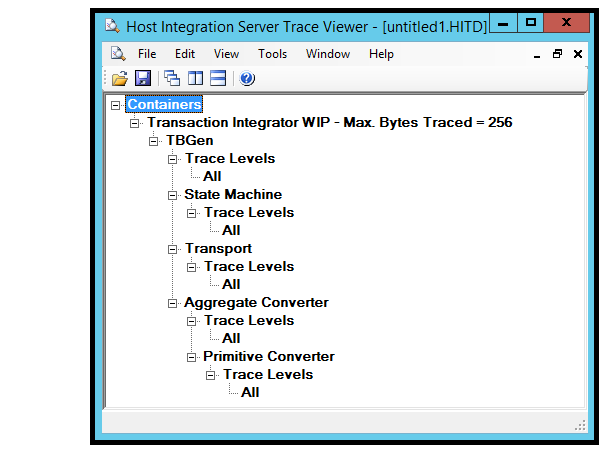 Host Integration Server Trace Viewer - [untitled1.HITD]
File Edit View Tools Window Help
Containers
Transaction Integrator WIP - Max. Bytes Traced = 256
TBGen
Trace Levels
All
State Machine
Trace Levels
All
Transport
Trace Levels
All
Aggregate Converter
Trace Levels
All
Primitive Converter
Trace Levels
All